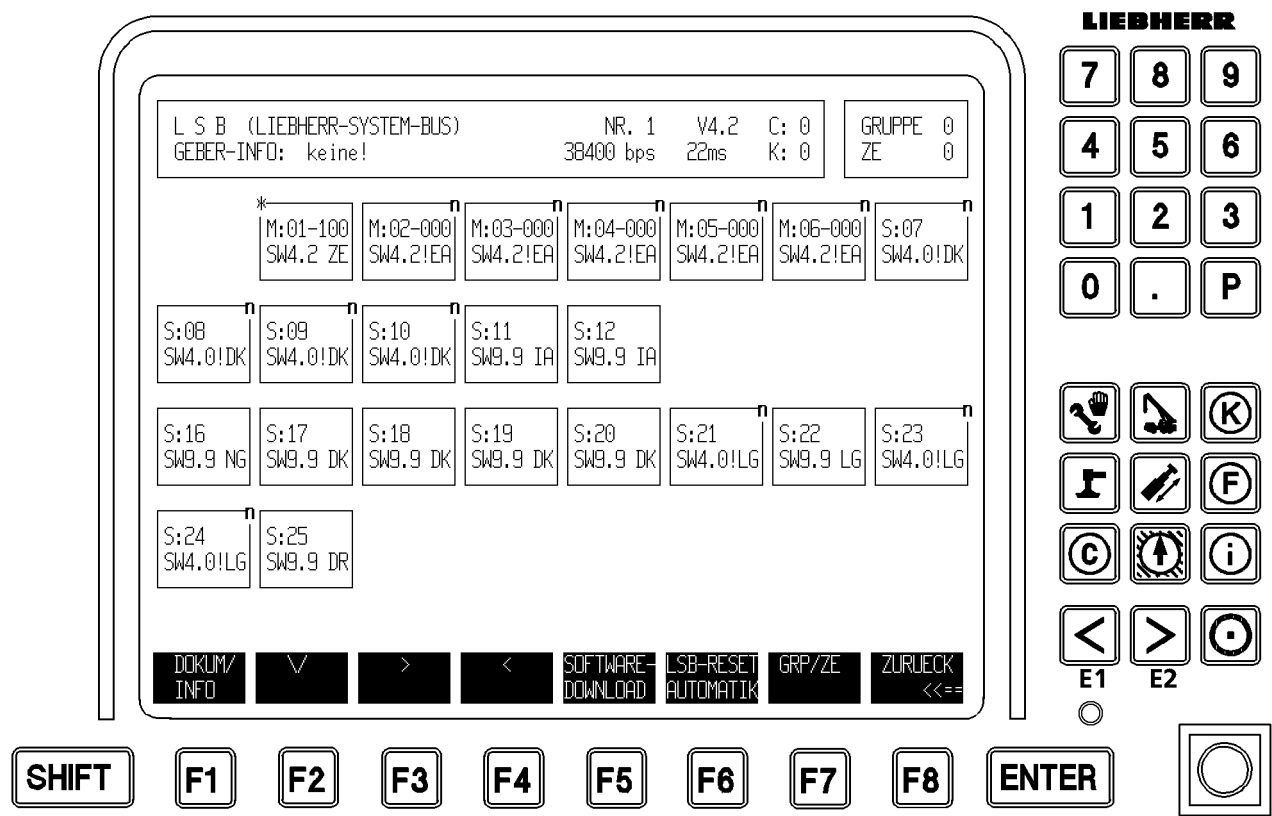 LIEBHERR
L S B (LIEBHERR-SYSTEM-BUS) NR. 1 V4.2 C: 0
GEBER-INFO: keine! 38400 bps 22ms K: 0
GRUPPE 0
ZE 0
* n n n n n n
M:01-100 M:02-000 M:03-000 M:04-000 M:05-000 M:06-000 S:07
SW4.2 ZE SW4.2!EA SW4.2!EA SW4.2!EA SW4.2!EA SW4.2!EA SW4.0!DK
n n n
S:08 S:09 S:10 S:11 S:12
SW4.0!DK SW4.0!DK SW4.0!DK SW9.9 IA SW9.9 IA
n n
S:16 S:17 S:18 S:19 S:20 S:21 S:22 S:23
SW9.9 NG SW9.9 DK SW9.9 DK SW9.9 DK SW9.9 DK SW4.0!LG SW9.9 LG SW4.0!LG
n
S:24 S:25
SW4.0!LG SW9.9 DR
DOKUM/ \/ > < SOFTWARE- LSB-RESET GRP/ZE ZURUECK
INFO DOWNLOAD AUTOMATIK <<==
7 8 9
4 5 6
1 2 3
0 . P
K
F
C i
< >
E1 E2
SHIFT F1 F2 F3 F4 F5 F6 F7 F8 ENTER